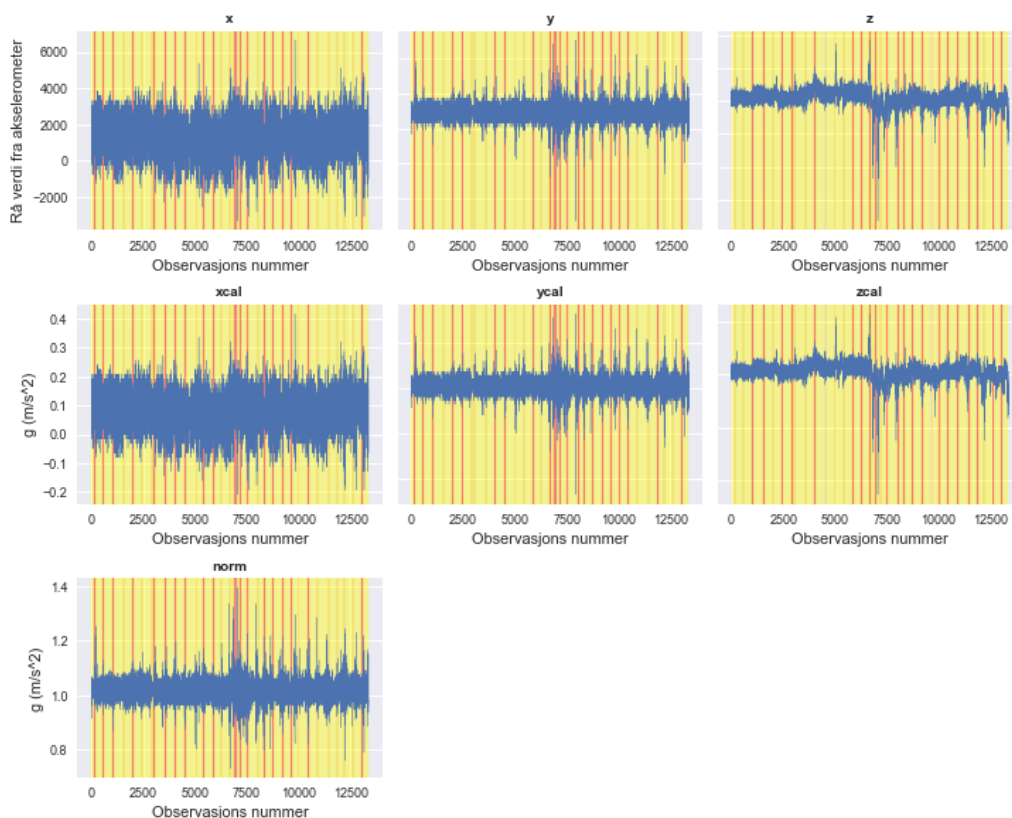 x y z
6000
4000
2000
0
−2000
Rå verdi fra akselerometer
0 2500 5000 7500 10000 12500 0 2500 5000 7500 10000 12500 0 2500 5000 7500 10000 12500
Observasjons nummer Observasjons nummer Observasjons nummer
xcal ycal zcal
0.4
0.3
0.2
0.1
0.0
−0.1
−0.2
g (m/s^2)
0 2500 5000 7500 10000 12500 0 2500 5000 7500 10000 12500 0 2500 5000 7500 10000 12500
Observasjons nummer Observasjons nummer Observasjons nummer
norm
1.4
1.2
1.0
0.8
g (m/s^2)
0 2500 5000 7500 10000 12500
Observasjons nummer